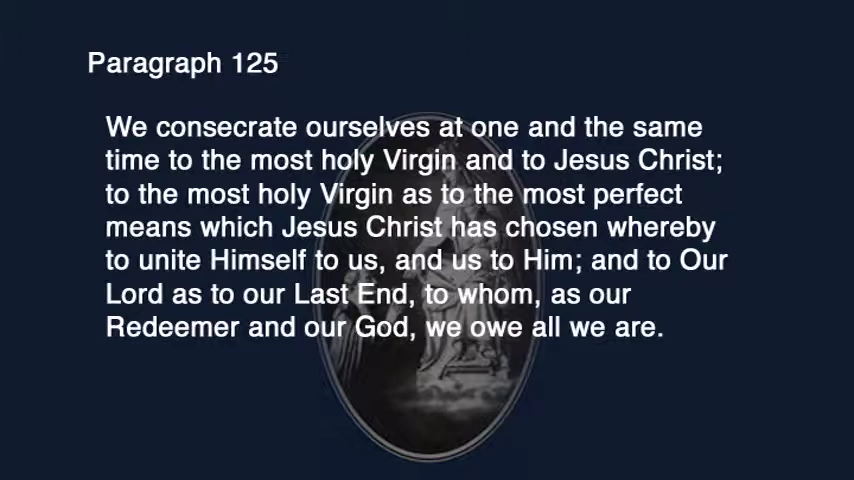 Paragraph 125
We consecrate ourselves at one and the same
time to the most holy Virgin and to Jesus Christ;
to the most holy Virgin as to the most perfect
means which Jesus Christ has chosen whereby
to unite Himself to us, and us to Him; and to Our
Lord as to our Last End, to whom, as our
Redeemer and our God, we owe all we are.